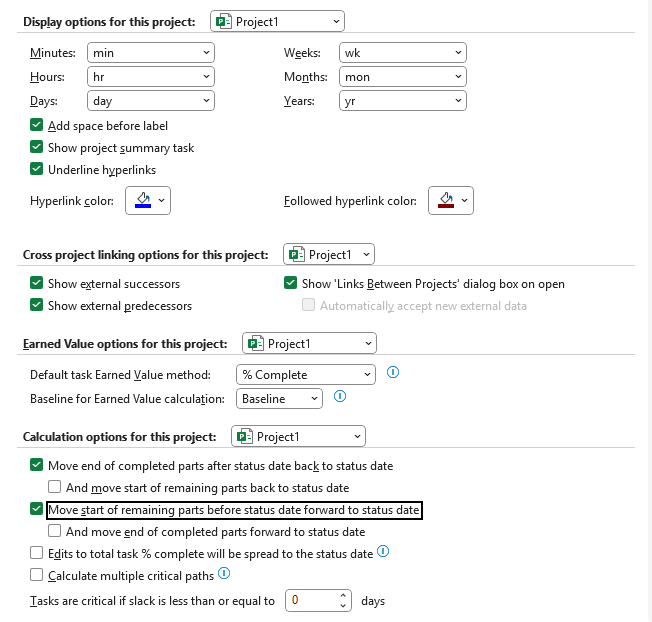 Display options for this project: Project1
Minutes: min Weeks: wk
Hours: hr Months: mon
Days: day Years: yr
Add space before label
Show project summary task
Underline hyperlinks
Hyperlink color: Followed hyperlink color:
Cross project linking options for this project: Project1
Show external successors Show 'Links Between Projects' dialog box on open
Show external predecessors Automatically accept new external data
Earned Value options for this project: Project1
Default task Earned Value method: % Complete
Baseline for Earned Value calculation: Baseline
Calculation options for this project: Project1
Move end of completed parts after status date back to status date
And move start of remaining parts back to status date
Move start of remaining parts before status date forward to status date
And move end of completed parts forward to status date
Edits to total task % complete will be spread to the status date
Calculate multiple critical paths
Tasks are critical if slack is less than or equal to 0 days